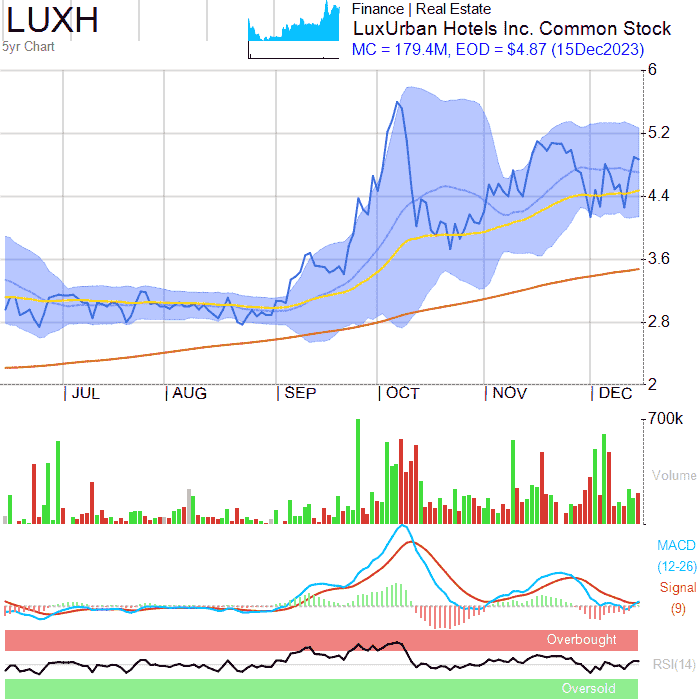 LUXH
5yr Chart
Finance | Real Estate
LuxUrban Hotels Inc. Common Stock
MC = 179.4M, EOD = $4.87 (15Dec2023)
6
5.2
4.4
3.6
2.8
2
JUL
AUG
SEP
OCT
NOV
DEC
700k
Volume
MACD
(12-26)
Signal
(9)
Overbought
RSI(14)
Oversold